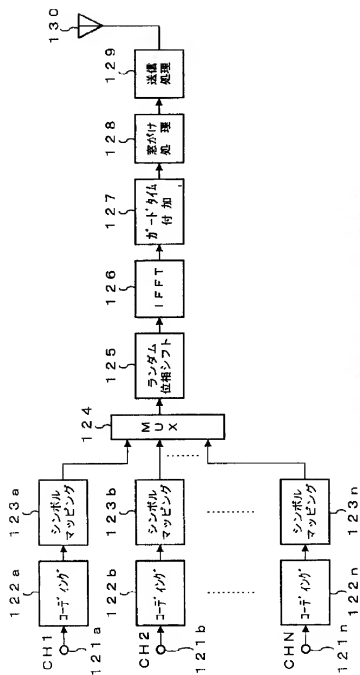 CH1
121a
122a
コーディング
123a
シンボル
マッピング
CH2
121b
122b
コーディング
123b
シンボル
マッピング
CHN
121n
122n
コーディング
123n
シンボル
マッピング
124
MUX
125
ランダム
位相シフト
126
IFFT
127
ガードタイム
付加
128
窓がけ
処理
129
送信
処理
130